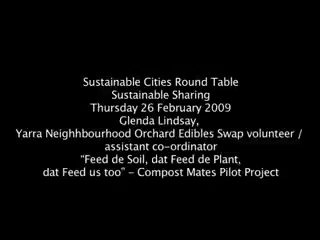 Sustainable Cities Round Table
Sustainable Sharing
Thursday 26 February 2009
Glenda Lindsay,
Yarra Neighhbourhood Orchard Edibles Swap volunteer /
assistant co-ordinator
“Feed de Soil, dat Feed de Plant,
dat Feed us too” - Compost Mates Pilot Project